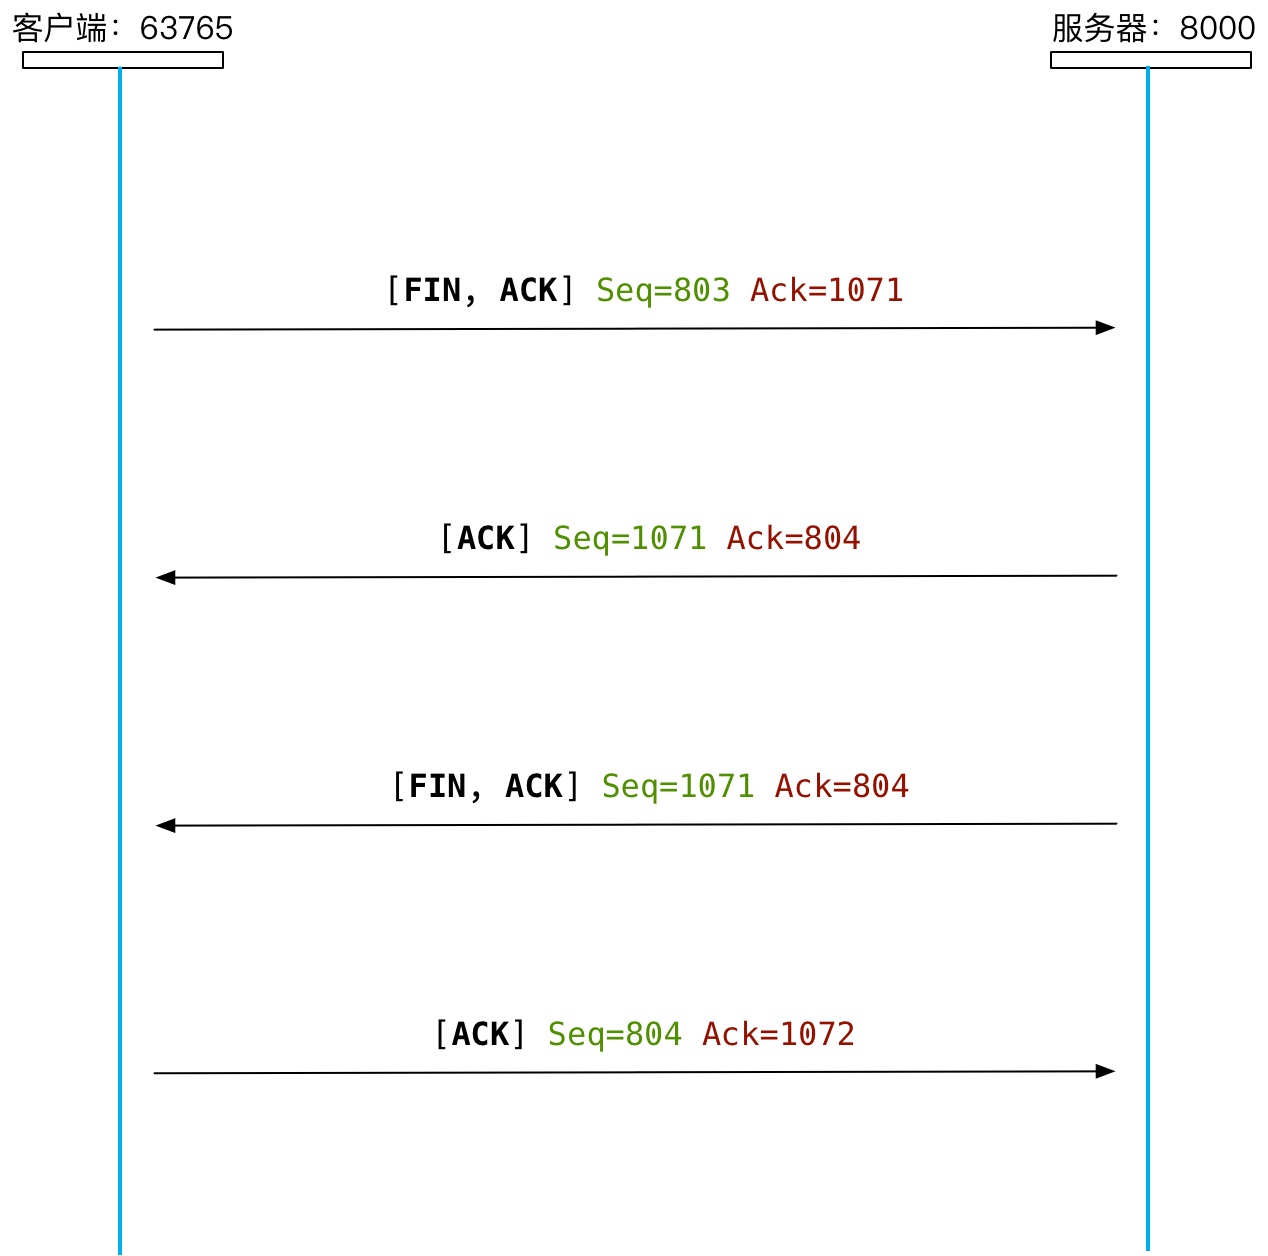 客户端：63765
服务器：8000
[FIN, ACK] Seq=803 Ack=1071
[ACK] Seq=1071 Ack=804
[FIN, ACK] Seq=1071 Ack=804
[ACK] Seq=804 Ack=1072